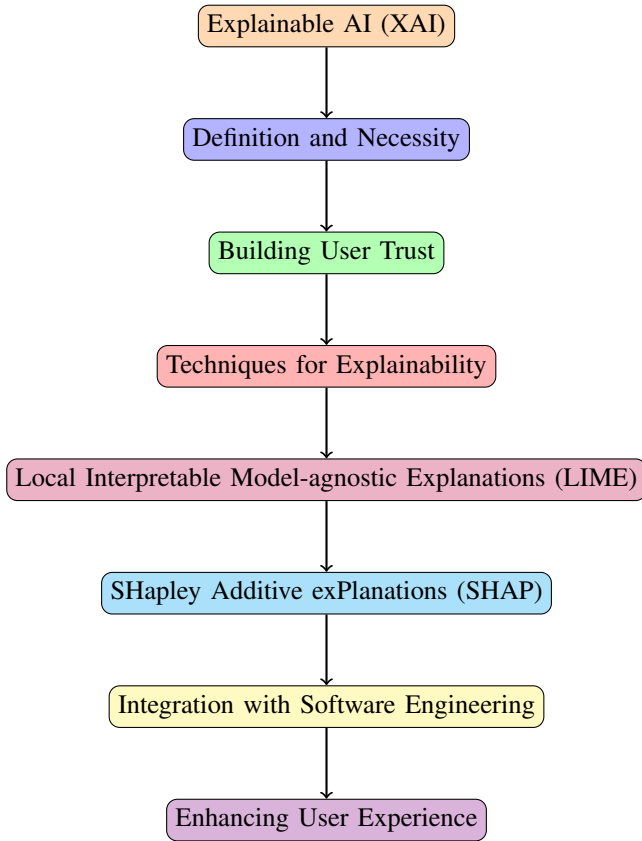 Explainable AI (XAI)
Definition and Necessity
Building User Trust
Techniques for Explainability
Local Interpretable Model-agnostic Explanations (LIME)
SHapley Additive exPlanations (SHAP)
Integration with Software Engineering
Enhancing User Experience